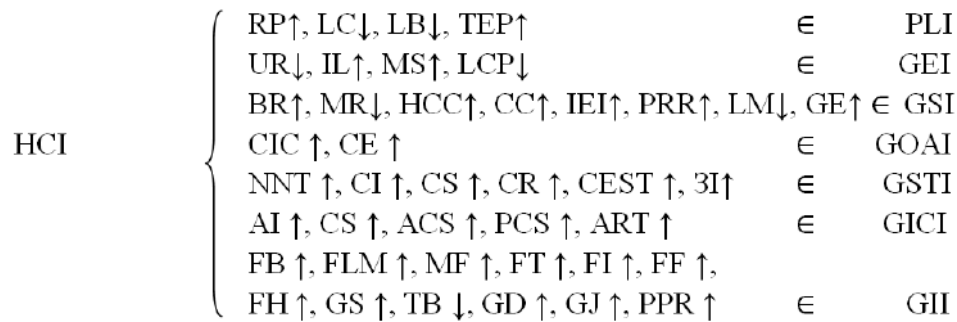 RP↑, LC↓, LB↓, TEP↑ ∈ PLI
UR↓, IL↑, MS↑, LCP↓ ∈ GEI
BR↑, MR↓, HCC↑, CC↑, IEI↑, PRR↑, LM↓, GE↑ ∈ GSI
HCI { CIC ↑, CE ↑ ∈ GOAI
NNT ↑, CI ↑, CS ↑, CR ↑, CEST ↑, ЗI↑ ∈ GSTI
AI ↑, CS ↑, ACS ↑, PCS ↑, ART ↑ ∈ GICI
FB ↑, FLM ↑, MF ↑, FT ↑, FI ↑, FF ↑,
FH ↑, GS ↑, TB ↓, GD ↑, GJ ↑, PPR ↑ ∈ GII